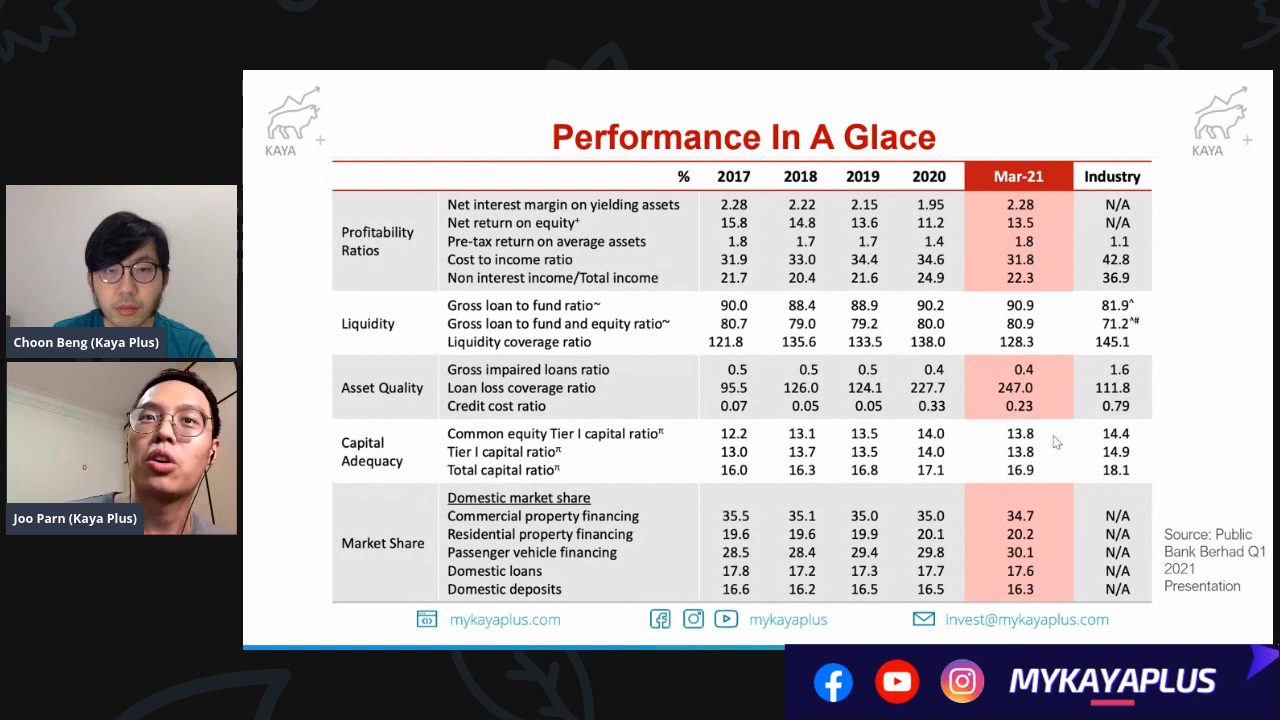 KAYA
KAYA
Performance In A Glace
% 2017 2018 2019 2020 Mar-21 Industry
Profitability Ratios
Net interest margin on yielding assets 2.28 2.22 2.15 1.95 2.28 N/A
Net return on equity⁺ 15.8 14.8 13.6 11.2 13.5 N/A
Pre-tax return on average assets 1.8 1.7 1.7 1.4 1.8 1.1
Cost to income ratio 31.9 33.0 34.4 34.6 31.8 42.8
Non interest income/Total income 21.7 20.4 21.6 24.9 22.3 36.9
Liquidity
Gross loan to fund ratio~ 90.0 88.4 88.9 90.2 90.9 81.9^
Gross loan to fund and equity ratio~ 80.7 79.0 79.2 80.0 80.9 71.2^#
Liquidity coverage ratio 121.8 135.6 133.5 138.0 128.3 145.1
Asset Quality
Gross impaired loans ratio 0.5 0.5 0.5 0.4 0.4 1.6
Loan loss coverage ratio 95.5 126.0 124.1 227.7 247.0 111.8
Credit cost ratio 0.07 0.05 0.05 0.33 0.23 0.79
Capital Adequacy
Common equity Tier I capital ratioᵖ 12.2 13.1 13.5 14.0 13.8 14.4
Tier I capital ratioπ 13.0 13.7 13.5 14.0 13.8 14.9
Total capital ratioπ 16.0 16.3 16.8 17.1 16.9 18.1
Market Share
Domestic market share
Commercial property financing 35.5 35.1 35.0 35.0 34.7 N/A
Residential property financing 19.6 19.6 19.9 20.1 20.2 N/A
Passenger vehicle financing 28.5 28.4 29.4 29.8 30.1 N/A
Domestic loans 17.8 17.2 17.3 17.7 17.6 N/A
Domestic deposits 16.6 16.2 16.5 16.5 16.3 N/A
Source: Public
Bank Berhad Q1
2021
Presentation
mykayaplus.com mykayaplus invest@mykayaplus.com
Choon Beng (Kaya Plus)
Joo Parn (Kaya Plus)
MYKAYAPLUS